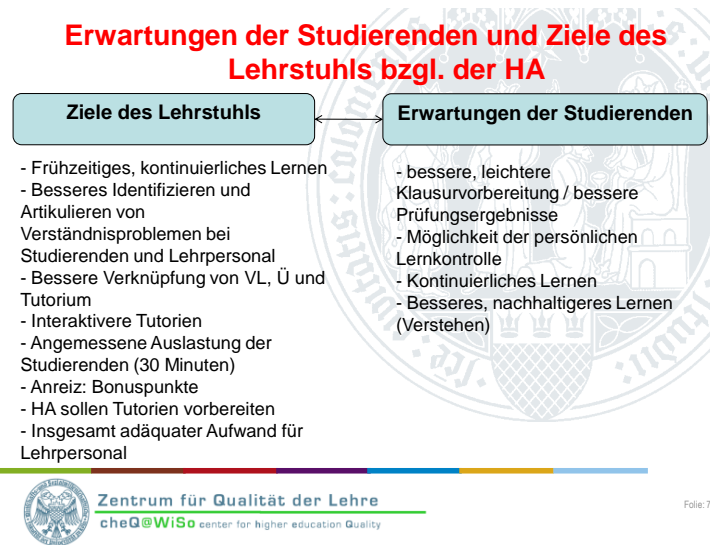 Erwartungen der Studierenden und Ziele des
Lehrstuhls bzgl. der HA
Ziele des Lehrstuhls
- Frühzeitiges, kontinuierliches Lernen
- Besseres Identifizieren und
Artikulieren von
Verständnisproblemen bei
Studierenden und Lehrpersonal
- Bessere Verknüpfung von VL, Ü und
Tutorium
- Interaktivere Tutorien
- Angemessene Auslastung der
Studierenden (30 Minuten)
- Anreiz: Bonuspunkte
- HA sollen Tutorien vorbereiten
- Insgesamt adäquater Aufwand für
Lehrpersonal
Erwartungen der Studierenden
- bessere, leichtere
Klausurvorbereitung / bessere
Prüfungsergebnisse
- Möglichkeit der persönlichen
Lernkontrolle
- Kontinuierliches Lernen
- Besseres, nachhaltigeres Lernen
(Verstehen)
Zentrum für Qualität der Lehre
cheQ@WiSo center for higher education Quality
Folie: 7